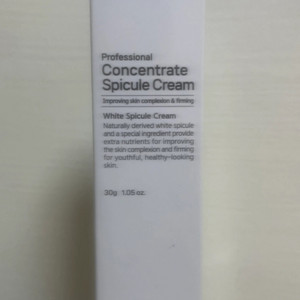 Professional
Concentrate
Spicule Cream
Improving skin complexion & firming
White Spicule Cream
Naturally derived white spicule
and a special ingredient provide
extra nutrients for improving
the skin complexion and firming
for youthful, healthy-looking
skin.
30g 1.05 oz.